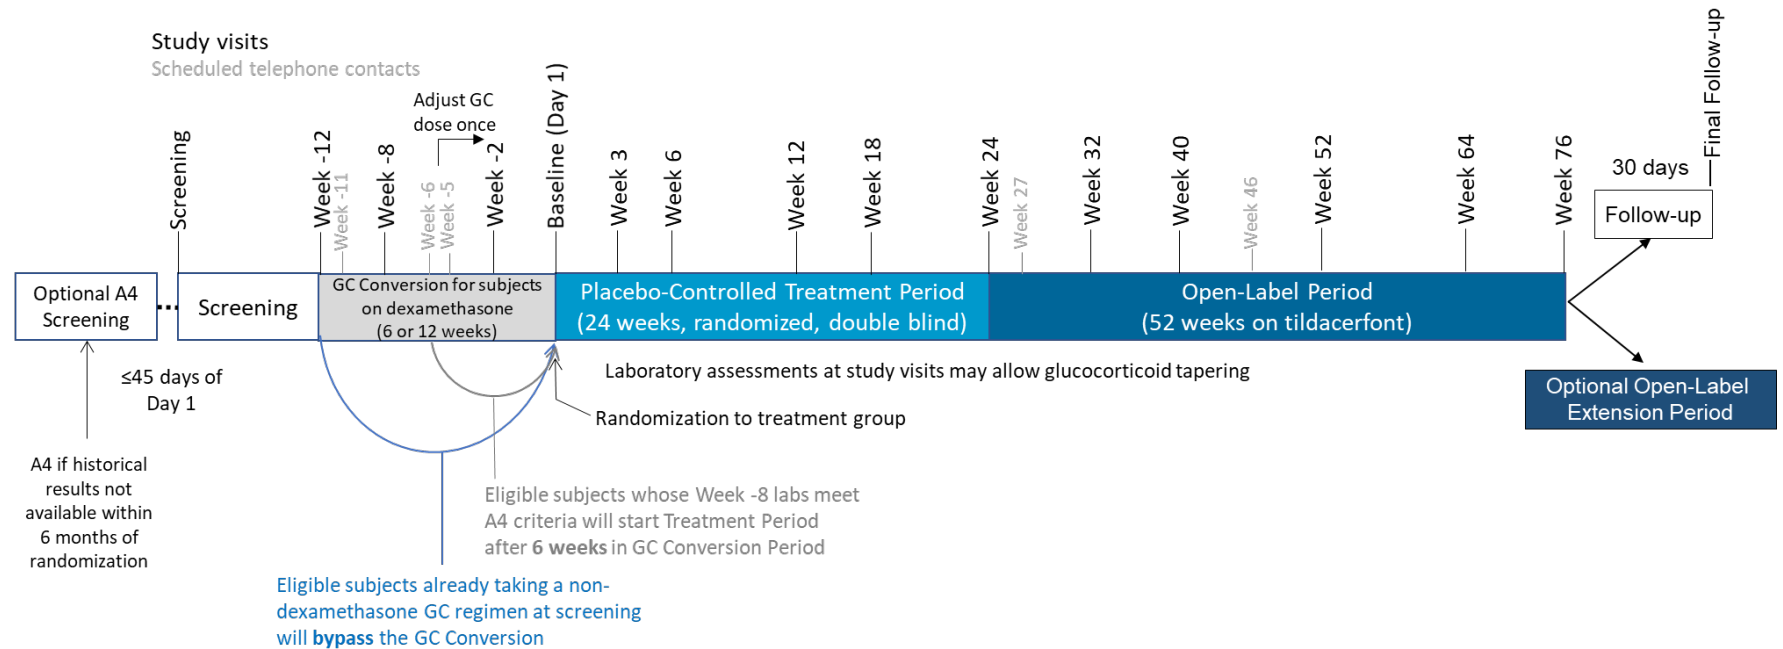 Study visits
Scheduled telephone contacts
Adjust GC
dose once
Screening
Week -12
Week -11
Week -8
Week -6
Week -5
Week -2
Baseline (Day 1)
Week 3
Week 6
Week 12
Week 18
Week 24
Week 27
Week 32
Week 40
Week 46
Week 52
Week 64
Week 76
30 days
Final Follow-up
Follow-up
Optional A4
Screening
Screening
GC Conversion for subjects
on dexamethasone
(6 or 12 weeks)
Placebo-Controlled Treatment Period
(24 weeks, randomized, double blind)
Open-Label Period
(52 weeks on tildacerfont)
≤45 days of
Day 1
Laboratory assessments at study visits may allow glucocorticoid tapering
Randomization to treatment group
Optional Open-Label
Extension Period
A4 if historical
results not
available within
6 months of
randomization
Eligible subjects whose Week -8 labs meet
A4 criteria will start Treatment Period
after 6 weeks in GC Conversion Period
Eligible subjects already taking a non-
dexamethasone GC regimen at screening
will bypass the GC Conversion